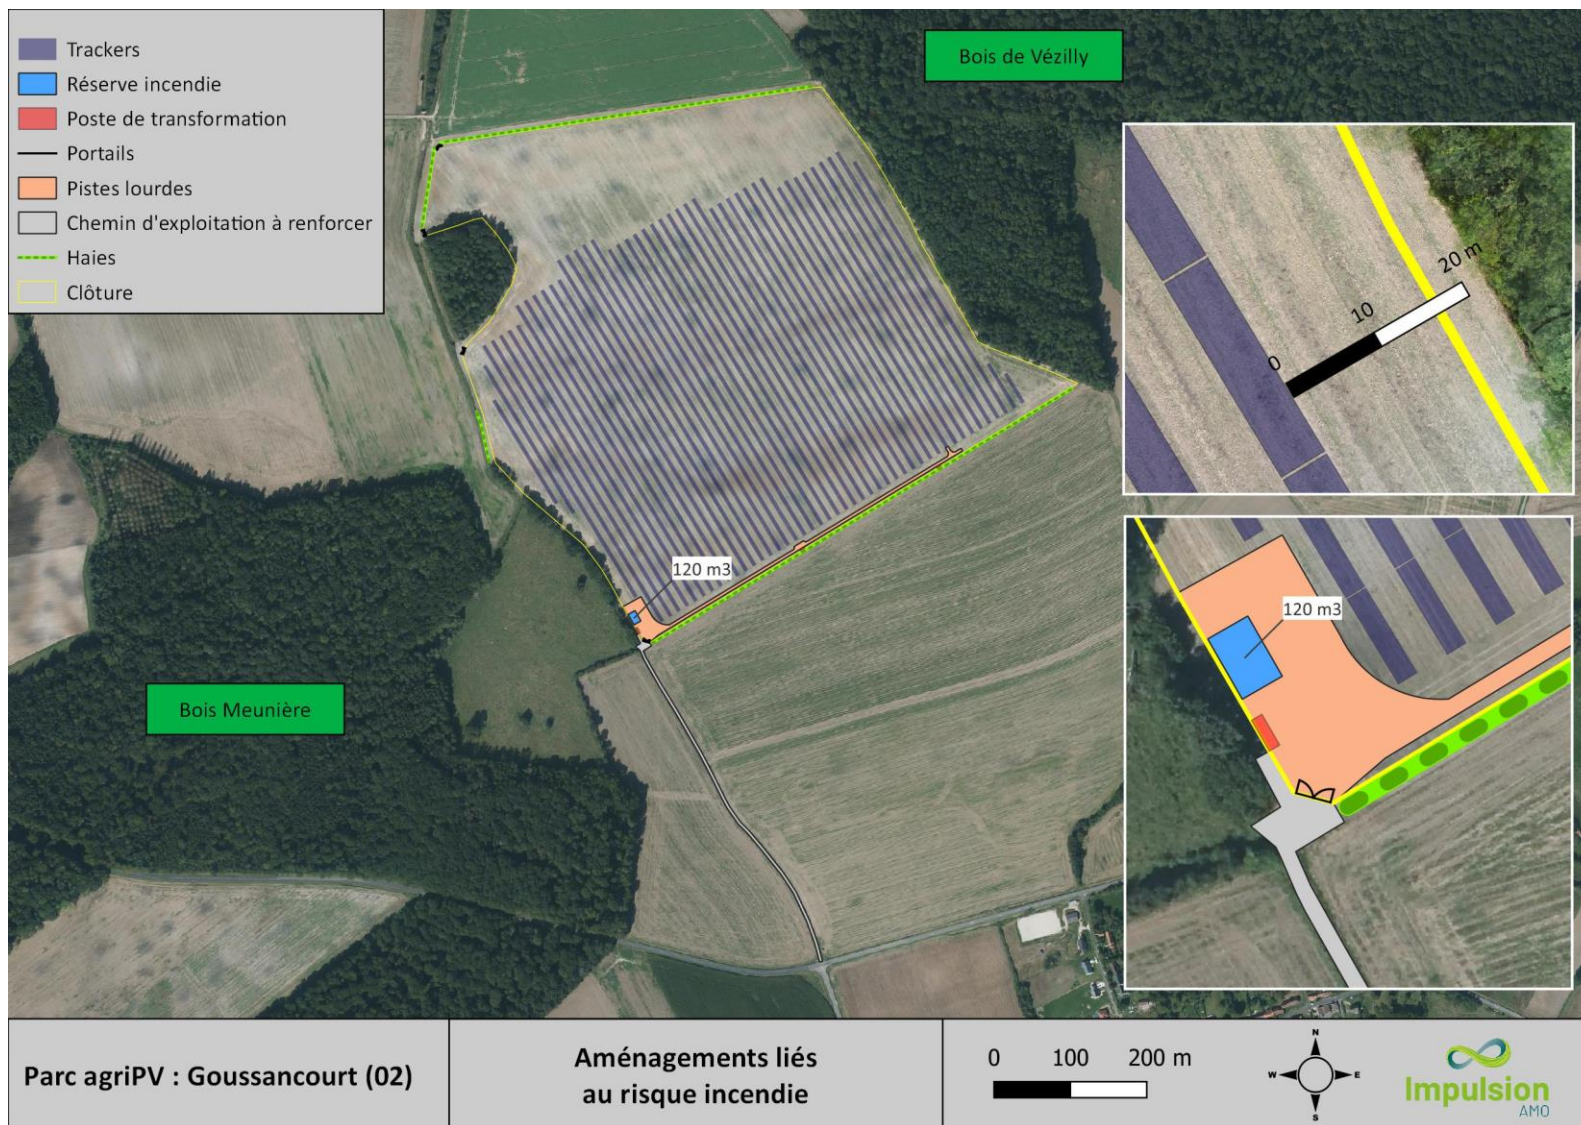 Trackers
Réserve incendie
Poste de transformation
Portails
Pistes lourdes
Chemin d'exploitation à renforcer
Haies
Clôture
Bois de Vézilly
0
10
20 m
120 m3
120 m3
Bois Meunière
Parc agriPV : Goussancourt (02)
Aménagements liés
au risque incendie
0 100 200 m
N
W E
S
Impulsion
AMO